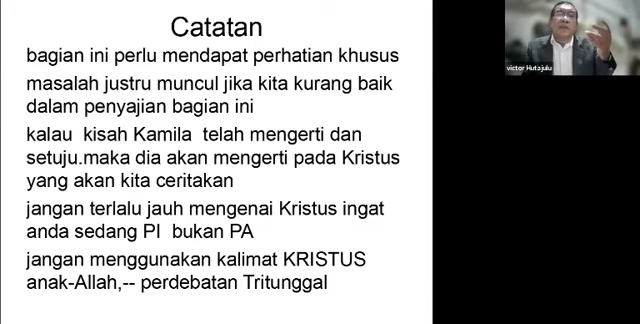 Catatan
bagian ini perlu mendapat perhatian khusus
masalah justru muncul jika kita kurang baik
dalam penyajian bagian ini
kalau kisah Kamila telah mengerti dan
setuju.maka dia akan mengerti pada Kristus
yang akan kita ceritakan
jangan terlalu jauh mengenai Kristus ingat
anda sedang PI bukan PA
jangan menggunakan kalimat KRISTUS
anak-Allah,-- perdebatan Tritunggal
victor Hutajulu